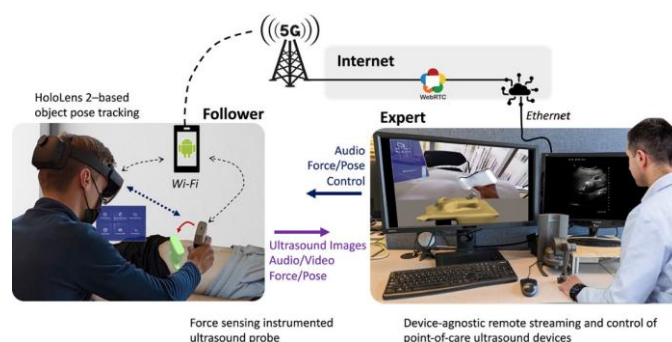 ((5G))
Internet
WebRTC
HoloLens 2–based
object pose tracking
Follower
Expert
Ethernet
Wi-Fi
Audio
Force/Pose
Control
Ultrasound Images
Audio/Video
Force/Pose
Force sensing instrumented
ultrasound probe
Device-agnostic remote streaming and control of
point-of-care ultrasound devices